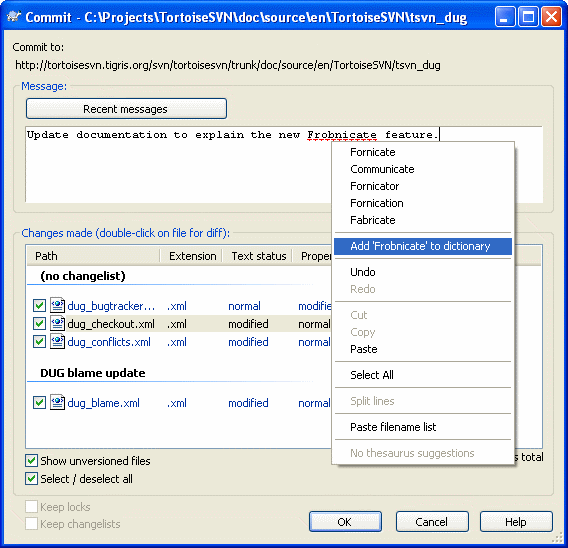 Commit - C:\Projects\TortoiseSVN\doc\source\en\TortoiseSVN\tsvn_dug
Commit to:
http://tortoisesvn.tigris.org/svn/tortoisesvn/trunk/doc/source/en/TortoiseSVN/tsvn_dug
Message:
Recent messages
Update documentation to explain the new Frobnicate feature.
Fornicate
Communicate
Fornicator
Fornication
Fabricate
Add 'Frobnicate' to dictionary
Undo
Redo
Cut
Copy
Paste
Select All
Split lines
Paste filename list
No thesaurus suggestions
Changes made (double-click on file for diff):
Path Extension Text status Proper
(no changelist)
dug_bugtracker... .xml normal modifie
dug_checkout.xml .xml modified normal
dug_conflicts.xml .xml modified normal
DUG blame update
dug_blame.xml .xml modified normal
s total
Show unversioned files
Select / deselect all
Keep locks
Keep changelists
OK Cancel Help